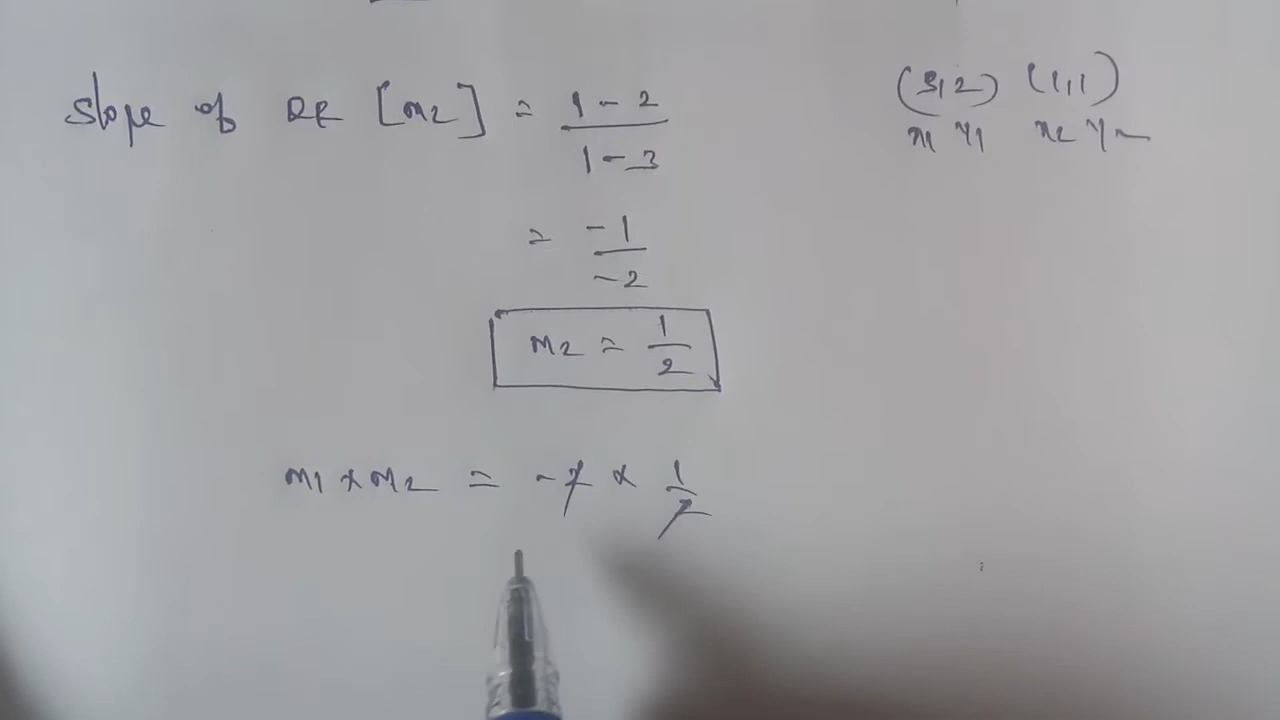 Slope of QR [m2] = 1 - 2 / 1 - 3
(3,2) (1,1)
x1 y1 x2 y2
= -1 / -2
m2 = 1 / 2
m1 × m2 = -2 × 1 / 2